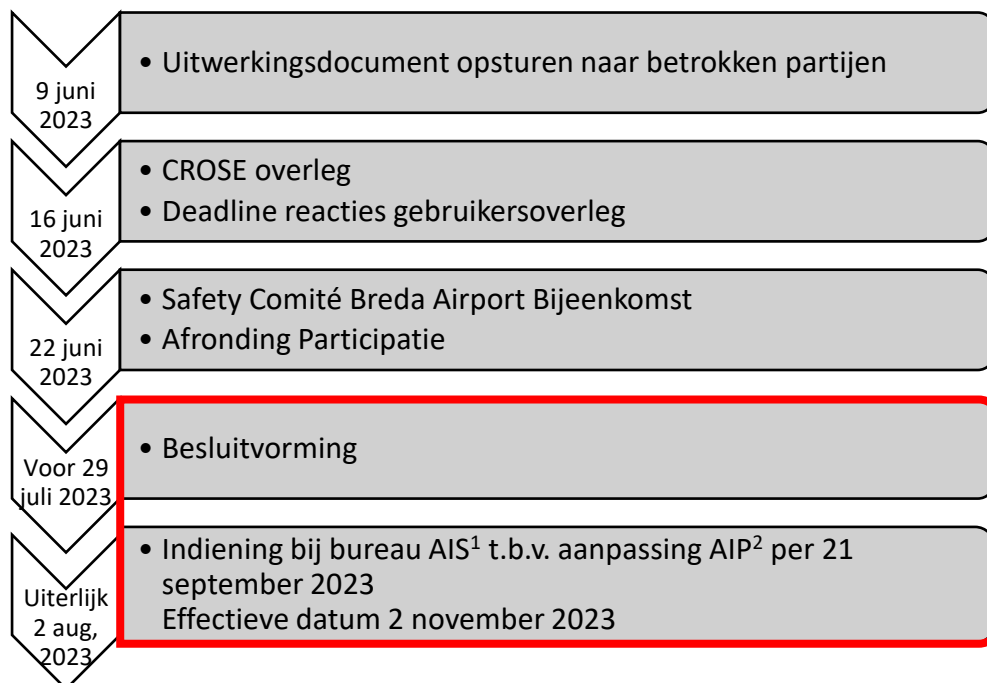 9 juni
2023
• Uitwerkingsdocument opsturen naar betrokken partijen
16 juni
2023
• CROSE overleg
• Deadline reacties gebruikersoverleg
22 juni
2023
• Safety Comité Breda Airport Bijeenkomst
• Afronding Participatie
Voor 29
juli 2023
• Besluitvorming
Uiterlijk
2 aug,
2023
• Indiening bij bureau AIS¹ t.b.v. aanpassing AIP² per 21
september 2023
Effectieve datum 2 november 2023